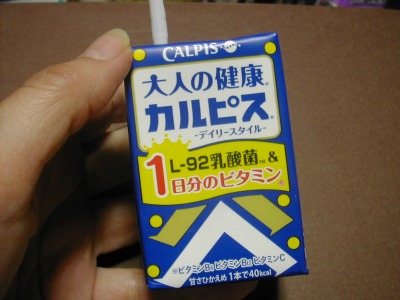 CALPIS
大人の健康
カルピス
-デイリースタイル-
L-92乳酸菌™ &
1日分のビタミン※
※ビタミンB6 ビタミンB12 ビタミンC
甘さひかえめ 1本で40kcal